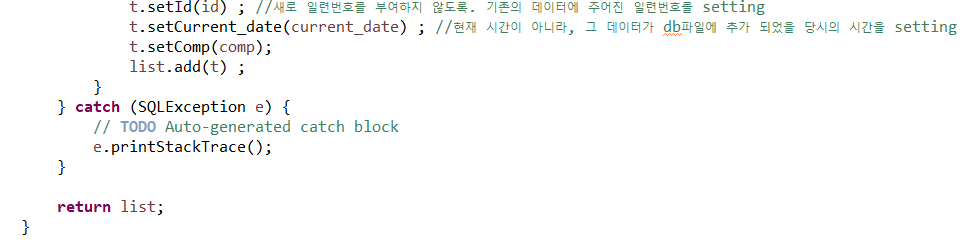 t.setId(id) ; //새로 일련번호를 부여하지 않도록. 기존의 데이터에 주어진 일련번호를 setting
t.setCurrent_date(current_date) ; //현재 시간이 아니라, 그 데이터가 db파일에 추가 되었을 당시의 시간을 setting
t.setComp(comp);
list.add(t) ;
}
} catch (SQLException e) {
// TODO Auto-generated catch block
e.printStackTrace();
}
return list;
}